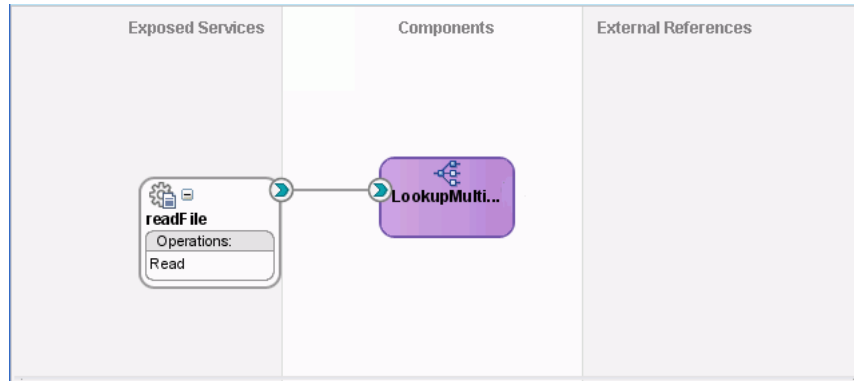 Exposed Services
Components
External References
readFile
Operations:
Read
LookupMulti...